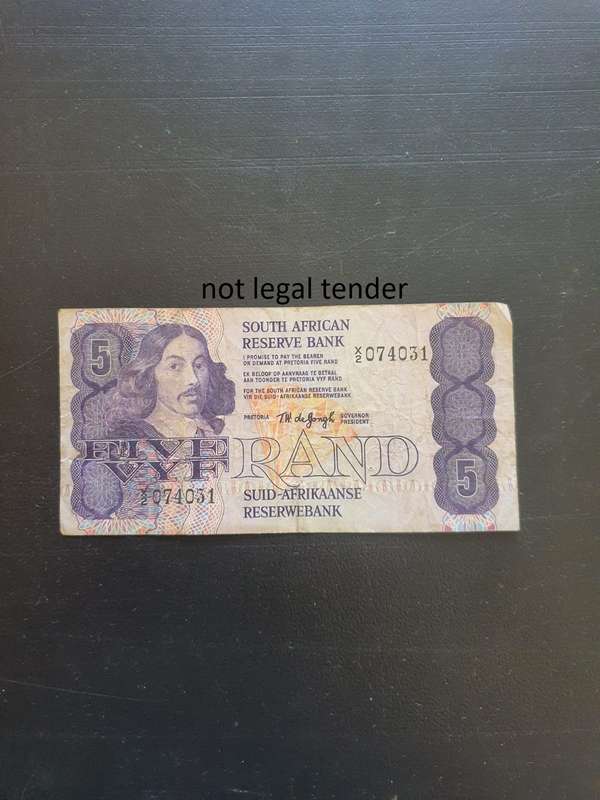 not legal tender
5
SOUTH AFRICAN
RESERVE BANK
I PROMISE TO PAY THE BEARER
ON DEMAND AT PRETORIA FIVE RAND
X/2 074031
EK BELOOF OP AANVRAAG TE BETAAL
AAN TOONDER TE PRETORIA VYF RAND
FOR THE SOUTH AFRICAN RESERVE BANK
VIR DIE SUID-AFRIKAANSE RESERWEBANK
PRETORIA T.W. de Jongh GOVERNOR
PRESIDENT
FIVE
VYF RAND
5
X/2 074031
SUID-AFRIKAANSE
RESERWEBANK